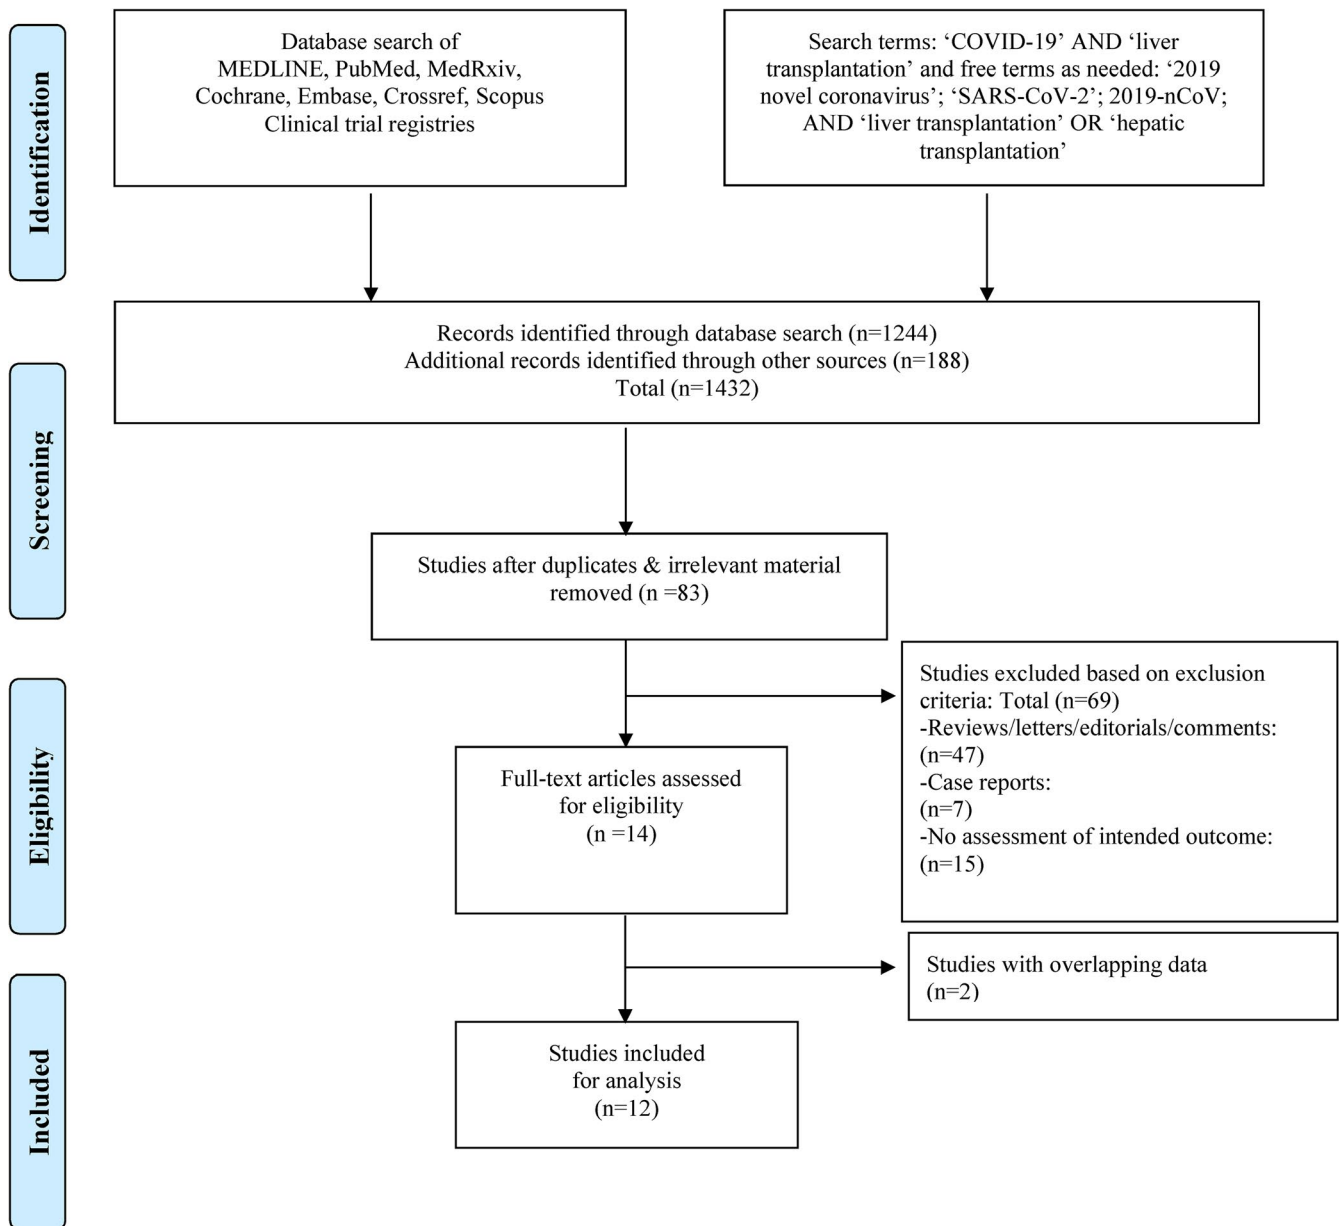 Identification
Database search of
MEDLINE, PubMed, MedRxiv,
Cochrane, Embase, Crossref, Scopus
Clinical trial registries
Search terms: ‘COVID-19’ AND ‘liver
transplantation’ and free terms as needed: ‘2019
novel coronavirus’; ‘SARS-CoV-2’; 2019-nCoV;
AND ‘liver transplantation’ OR ‘hepatic
transplantation’
Records identified through database search (n=1244)
Additional records identified through other sources (n=188)
Total (n=1432)
Screening
Studies after duplicates & irrelevant material
removed (n =83)
Studies excluded based on exclusion
criteria: Total (n=69)
-Reviews/letters/editorials/comments:
(n=47)
-Case reports:
(n=7)
-No assessment of intended outcome:
(n=15)
Eligibility
Full-text articles assessed
for eligibility
(n =14)
Studies with overlapping data
(n=2)
Included
Studies included
for analysis
(n=12)